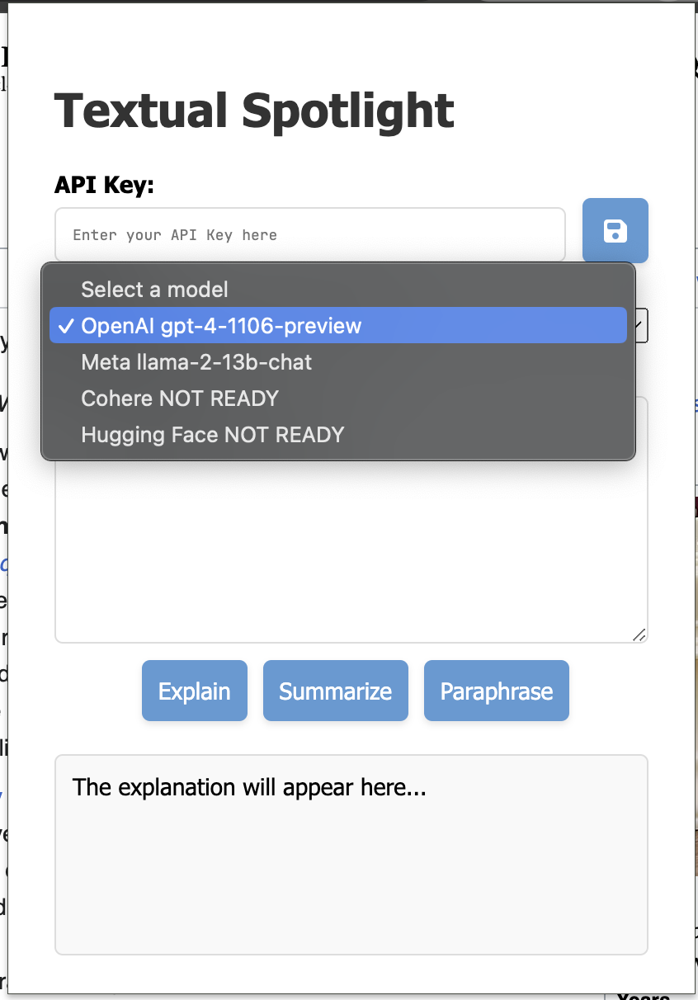 Textual Spotlight
API Key:
Enter your API Key here
Select a model
✓ OpenAI gpt-4-1106-preview
Meta llama-2-13b-chat
Cohere NOT READY
Hugging Face NOT READY
Explain
Summarize
Paraphrase
The explanation will appear here...
Years